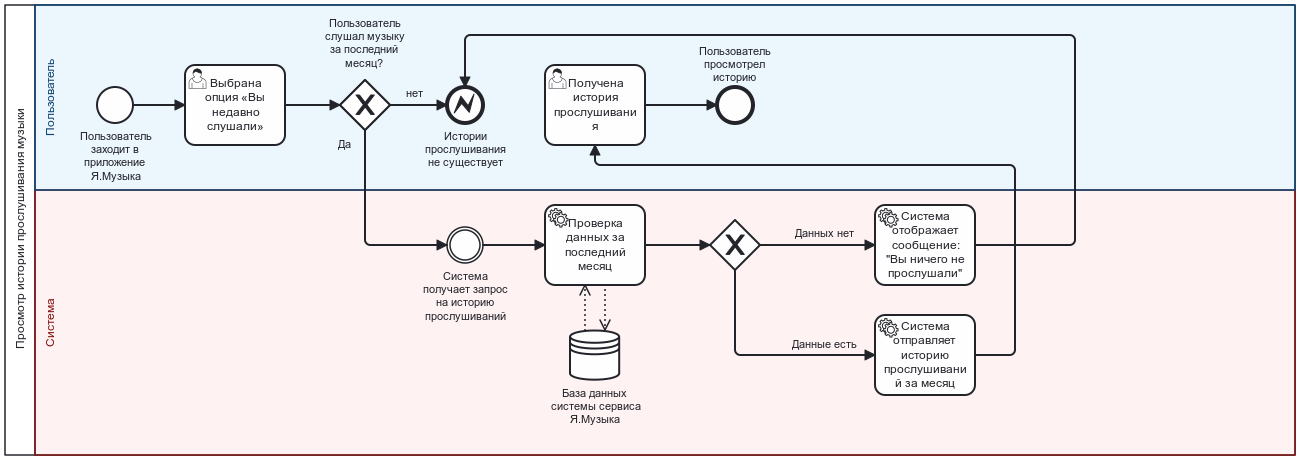 Просмотр истории прослушивания музыки
Пользователь
Пользователь
заходит в
приложение
Я.Музыка
Выбрана
опция «Вы
недавно
слушали»
Пользователь
слушал музыку
за последний
месяц?
нет
Да
Истории
прослушивания
не существует
Получена
история
прослушивани
я
Пользователь
просмотрел
историю
Система
Система
получает запрос
на историю
прослушиваний
Проверка
данных за
последний
месяц
База данных
системы сервиса
Я.Музыка
Данных нет
Данные есть
Система
отображает
сообщение:
"Вы ничего не
прослушали"
Система
отправляет
историю
прослушивани
й за месяц